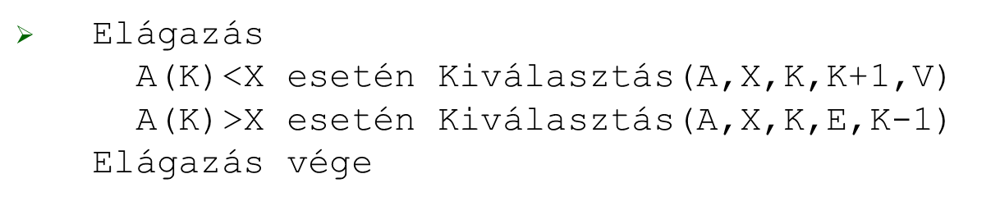 ➢ Elágazás
A(K)<X esetén Kiválasztás(A,X,K,K+1,V)
A(K)>X esetén Kiválasztás(A,X,K,E,K-1)
Elágazás vége